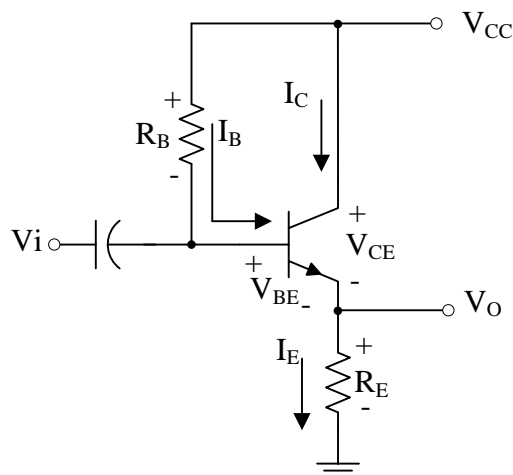 V_CC
I_C
+
R_B
I_B
-
+
V_CE
Vi
+
V_BE
-
-
V_O
I_E
+
R_E
-